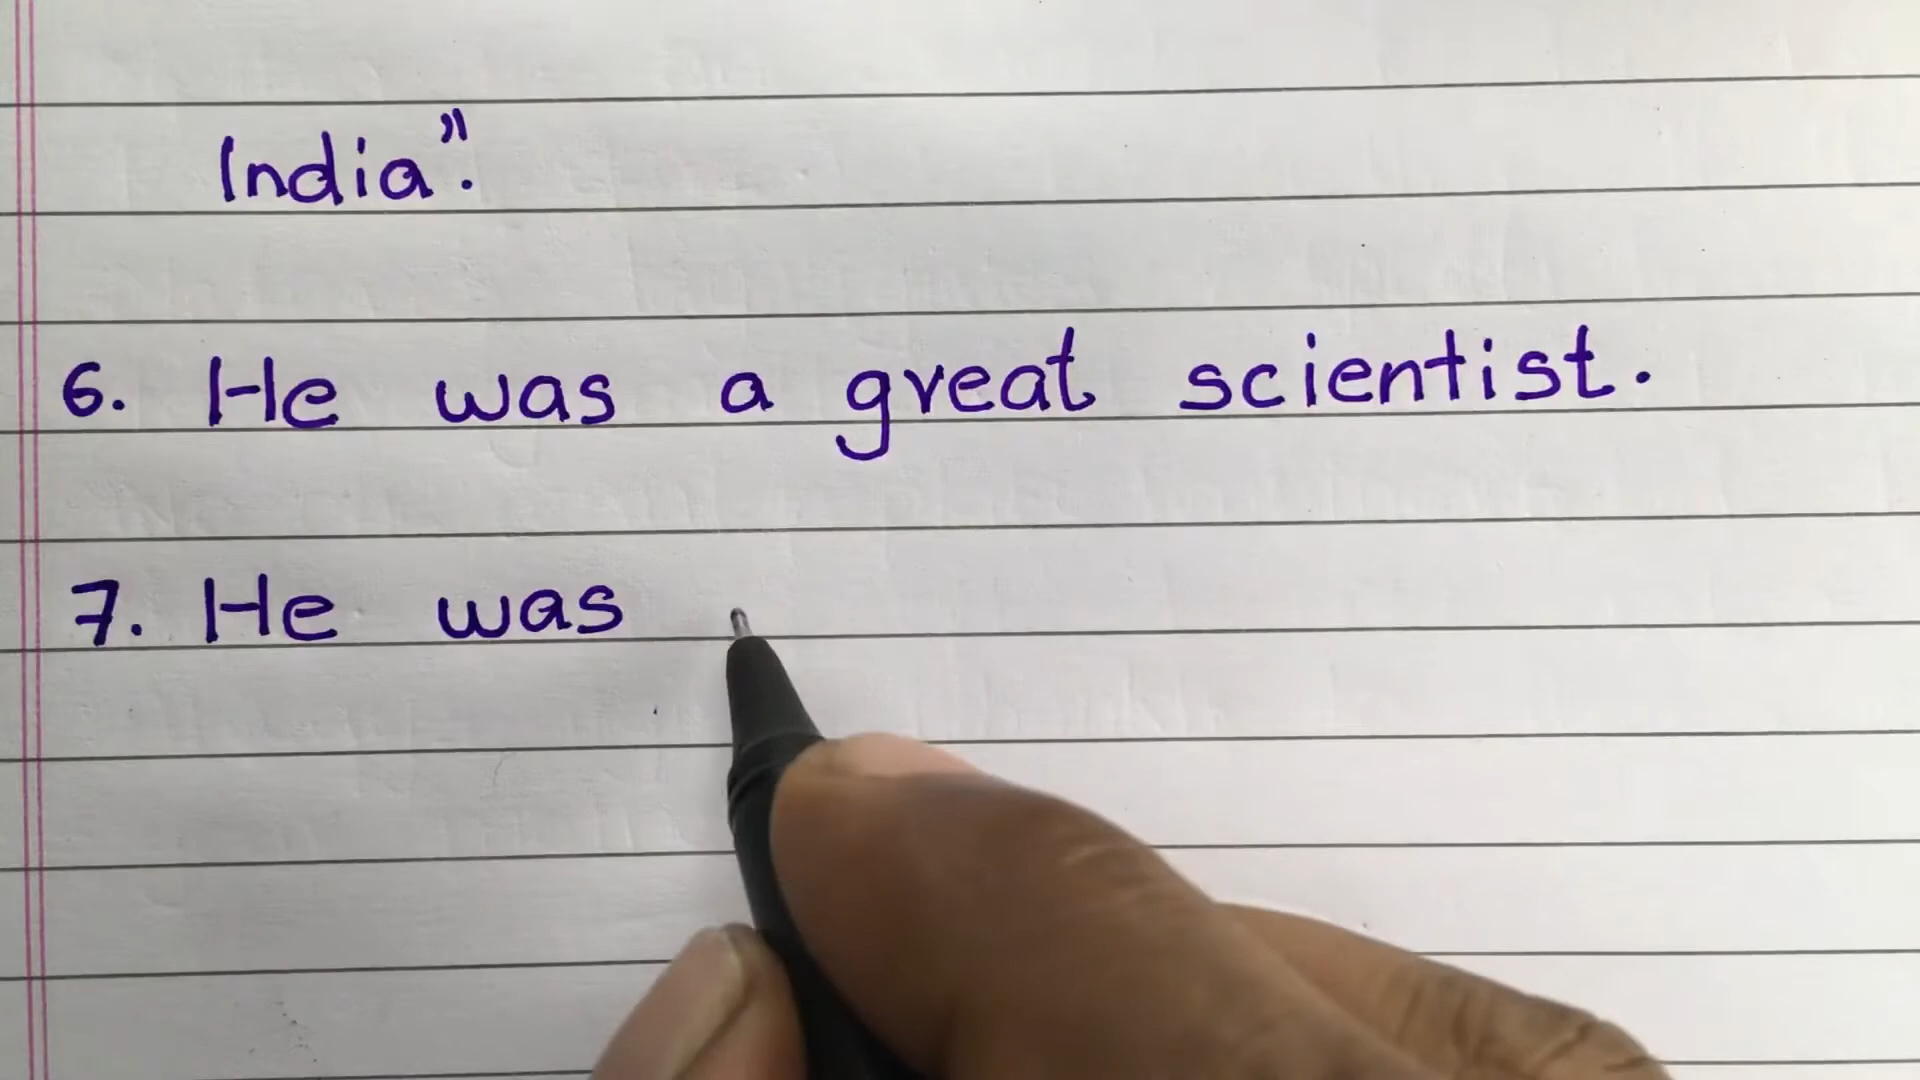 India”.
6. He was a great scientist.
7. He was